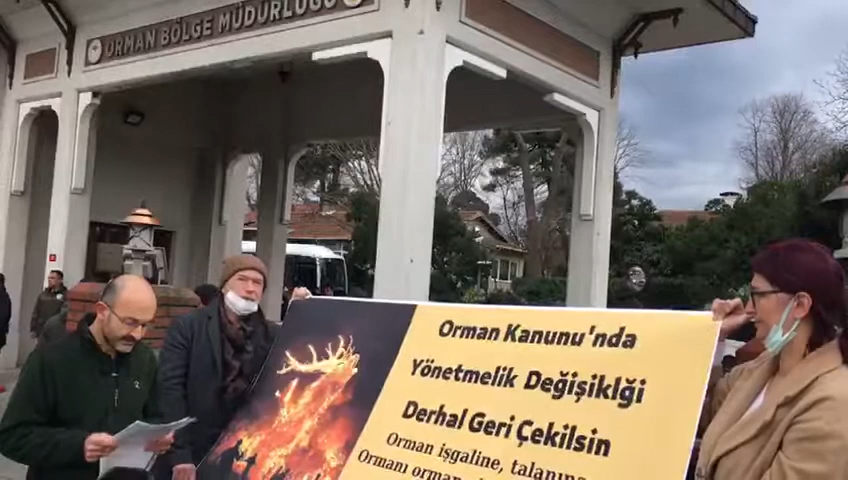 ORMAN BÖLGE MÜDÜRLÜĞÜ
Orman Kanunu'nda
Yönetmelik Değişikliği
Derhal Geri Çekilsin
Orman işgaline, talanına